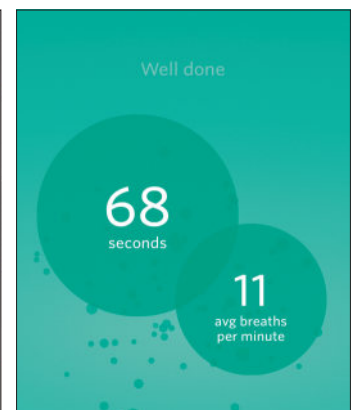 Well done
68
seconds
11
avg breaths
per minute